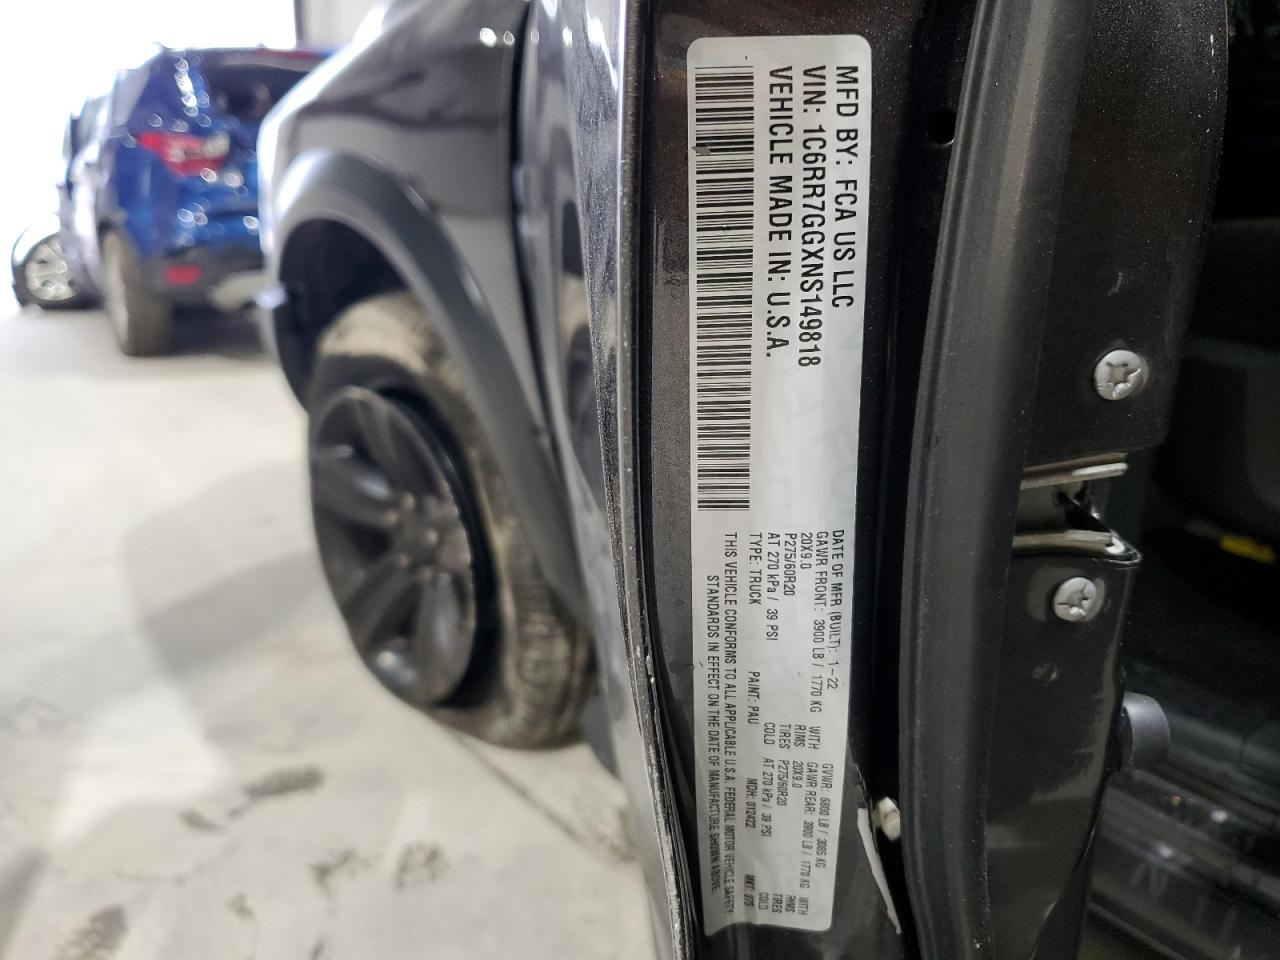 MFD BY: FCA US LLC
VIN: 1C6RR7GGXNS149818
VEHICLE MADE IN: U.S.A.
DATE OF MFR (BUILT): 1-22 GVWR: 6800 LB / 3085 KG
GAWR FRONT: 3900 LB / 1770 KG WITH GAWR REAR: 3900 LB / 1770 KG WITH
20X9.0 RIMS 20X9.0 RIMS
P275/60R20 TIRES P275/60R20 TIRES
AT 270 kPa / 39 PSI COLD AT 270 kPa / 39 PSI COLD
TYPE: TRUCK PAINT: PAU MDH: 012422 MKT: 875
THIS VEHICLE CONFORMS TO ALL APPLICABLE U.S.A. FEDERAL MOTOR VEHICLE SAFETY
STANDARDS IN EFFECT ON THE DATE OF MANUFACTURE SHOWN ABOVE.